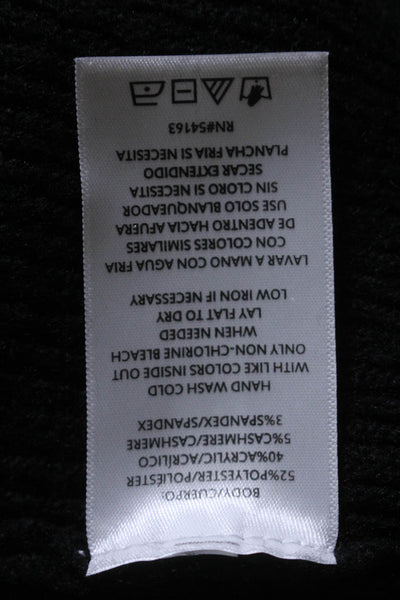 BODY/CUERPO:
52%POLYESTER/POLIÉSTER
40%ACRYLIC/ACRÍLICO
5%CASHMERE/CASHMERE
3%SPANDEX/SPANDEX
HAND WASH COLD
WITH LIKE COLORS INSIDE OUT
ONLY NON-CHLORINE BLEACH
WHEN NEEDED
LAY FLAT TO DRY
LOW IRON IF NECESSARY
LAVAR A MANO CON AGUA FRIA
CON COLORES SIMILARES
DE ADENTRO HACIA AFUERA
USE SOLO BLANQUEADOR
SIN CLORO SI NECESITA
SECAR EXTENDIDO
PLANCHA FRIA SI NECESITA
RN#54163